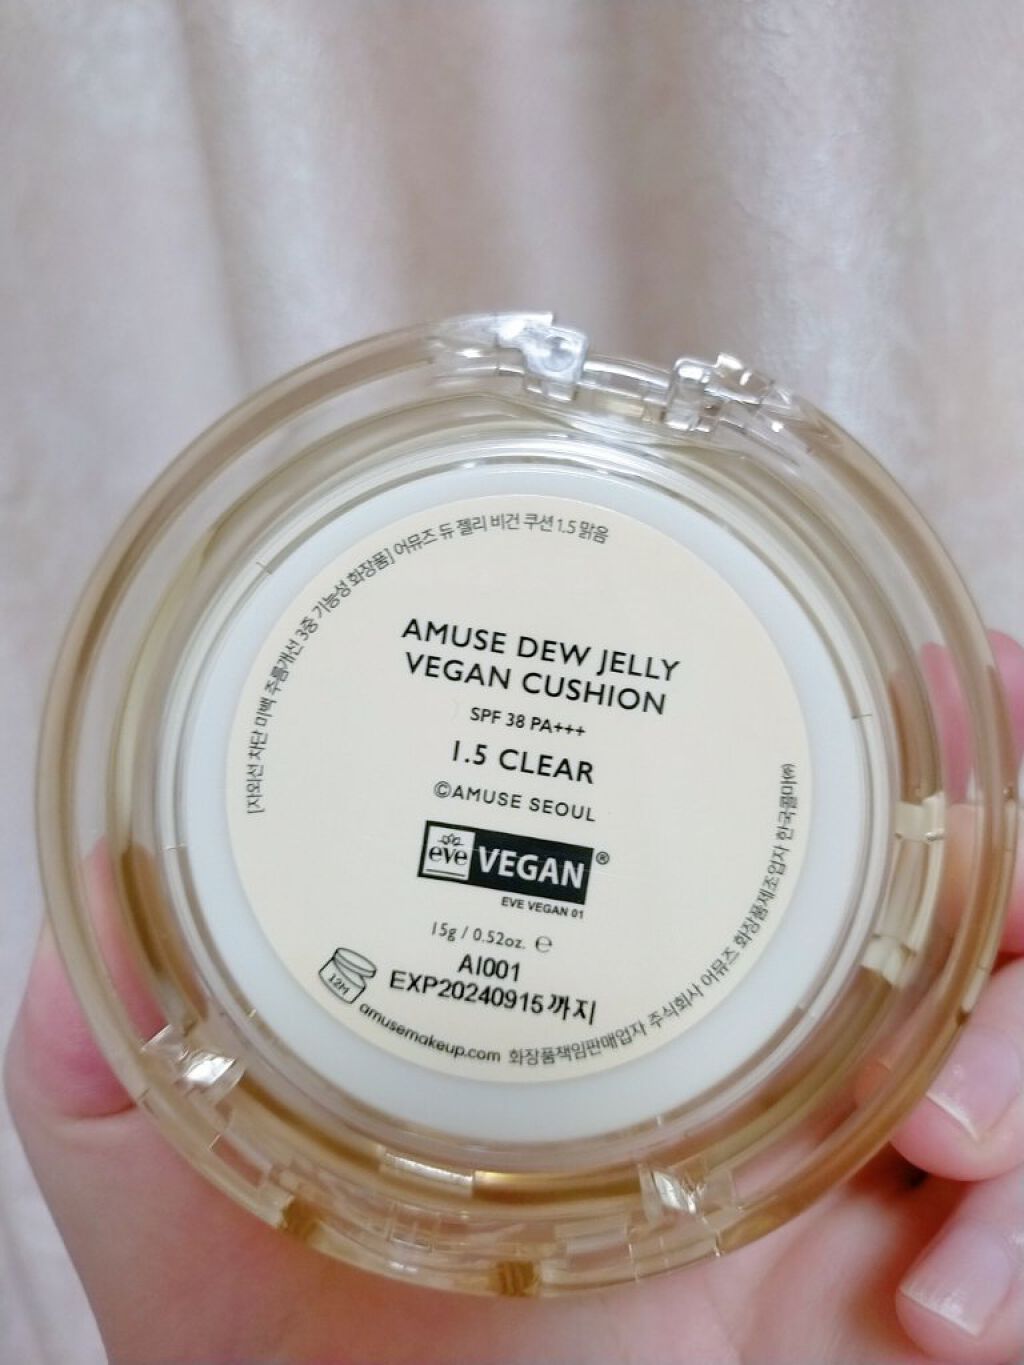 [자외선 차단 미백 주름개선 3중 기능성 화장품] 어뮤즈 듀 젤리 비건 쿠션 1.5 맑음
AMUSE DEW JELLY
VEGAN CUSHION
SPF 38 PA+++
1.5 CLEAR
©AMUSE SEOUL
eve VEGAN®
EVE VEGAN 01
15g / 0.52oz. ℮
AI001
EXP20240915까지
12M
amusemakeup.com 화장품책임판매업자 주식회사 어뮤즈 화장품제조업자 한국콜마㈜